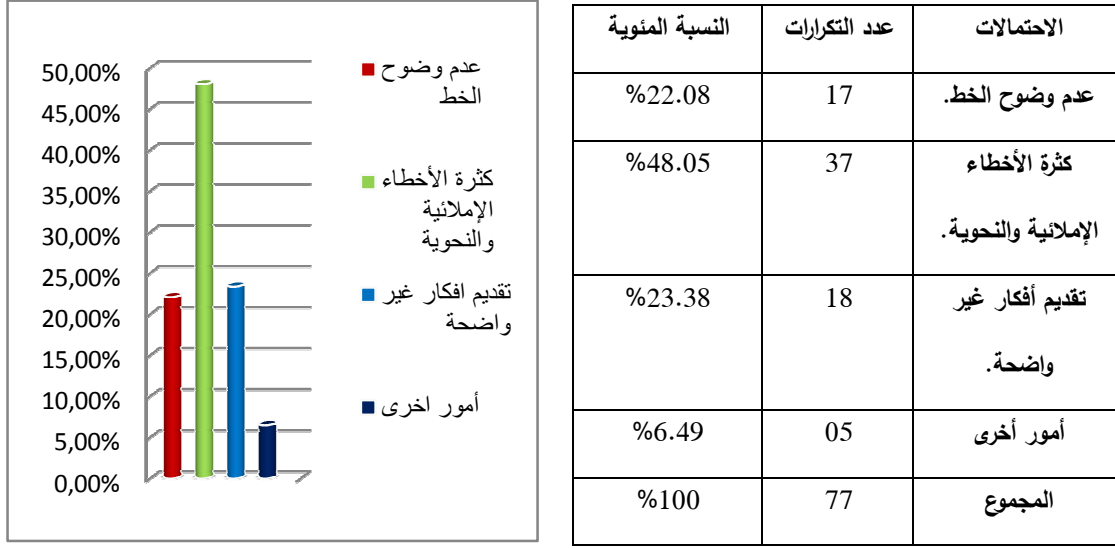 50,00%
45,00%
40,00%
35,00%
30,00%
25,00%
20,00%
15,00%
10,00%
5,00%
0,00%
عدم وضوح
الخط
كثرة الأخطاء
الإملائية
والنحوية
تقديم افكار غير
واضحة
أمور اخرى
الاحتمالات عدد التكرارات النسبة المئوية
عدم وضوح الخط. 17 %22.08
كثرة الأخطاء 37 %48.05
الإملائية والنحوية.
تقديم أفكار غير 18 %23.38
واضحة.
أمور أخرى 05 %6.49
المجموع 77 %100